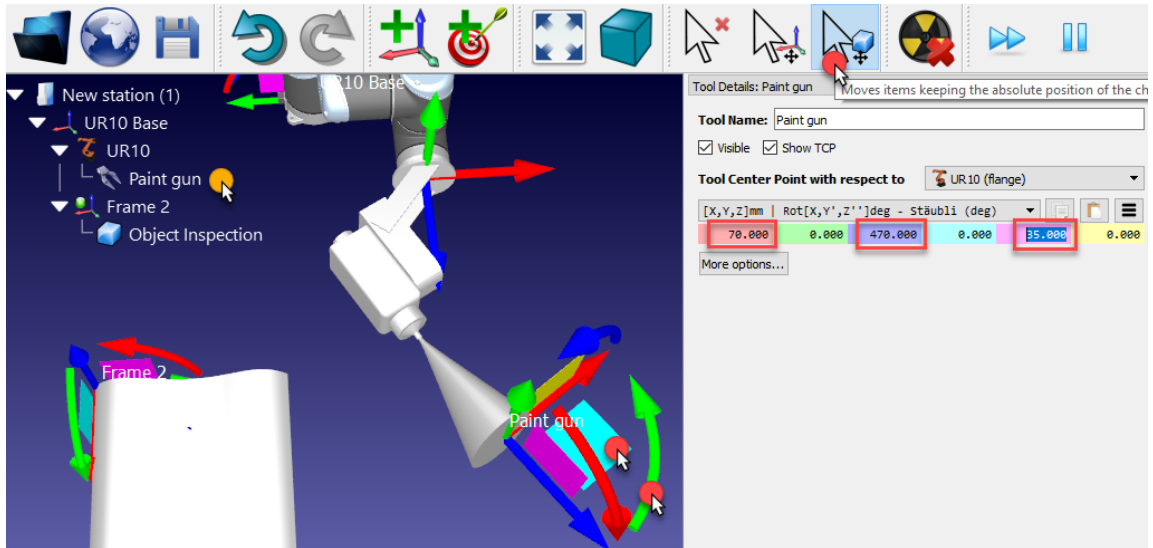 UR10 Base
New station (1)
UR10 Base
UR10
Paint gun
Frame 2
Object Inspection
Frame 2
Paint gun
Tool Details: Paint gun
Moves items keeping the absolute position of the ch
Tool Name: Paint gun
Visible Show TCP
Tool Center Point with respect to UR10 (flange)
[X,Y,Z]mm | Rot[X,Y',Z'']deg - Stäubli (deg)
70.000 0.000 470.000 0.000 35.000 0.000
More options...